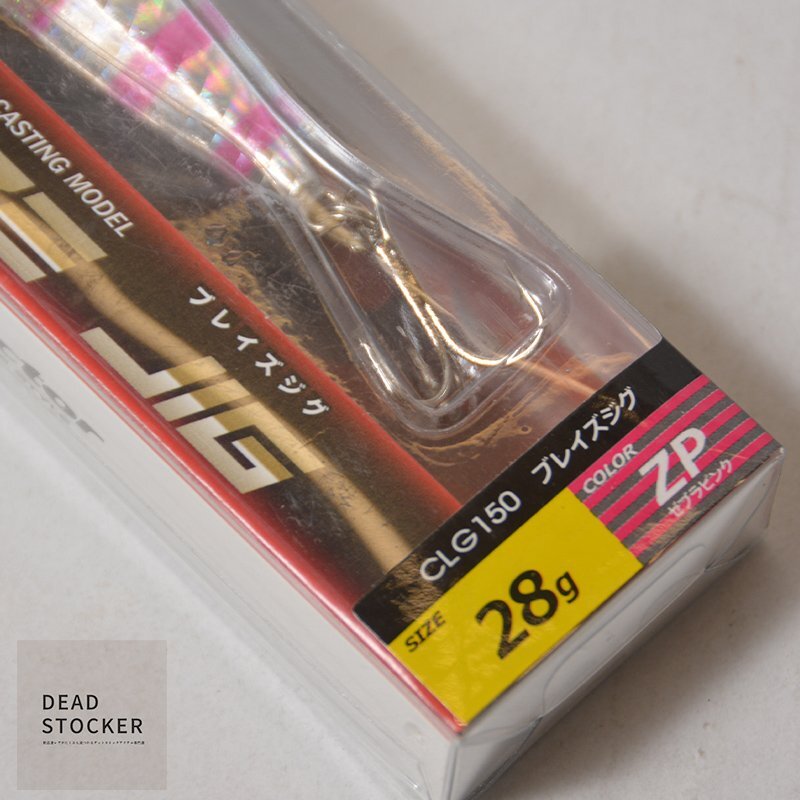 CASTING MODEL
JIG
ブレイズジグ
CLG150 ブレイズジグ
COLOR
ZP
ゼブラピンク
SIZE
28g
DEAD
STOCKER